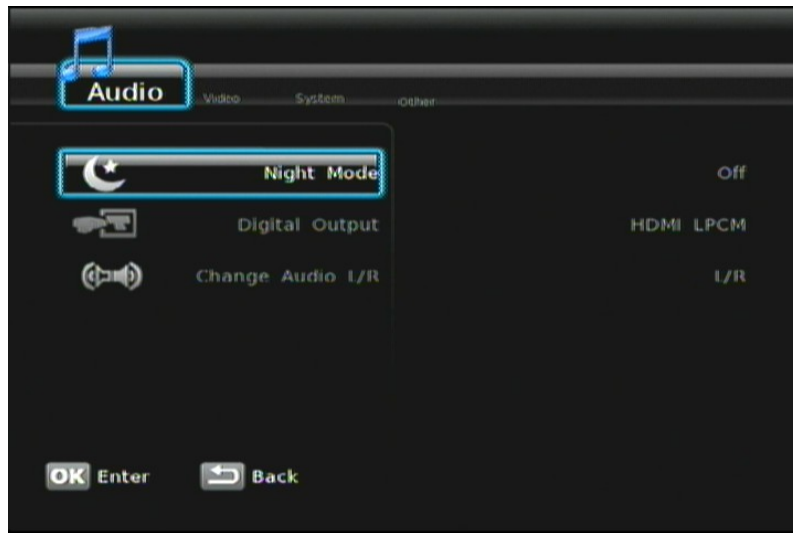 Audio Video System Other
Night Mode Off
Digital Output HDMI LPCM
Change Audio L/R L/R
OK Enter Back